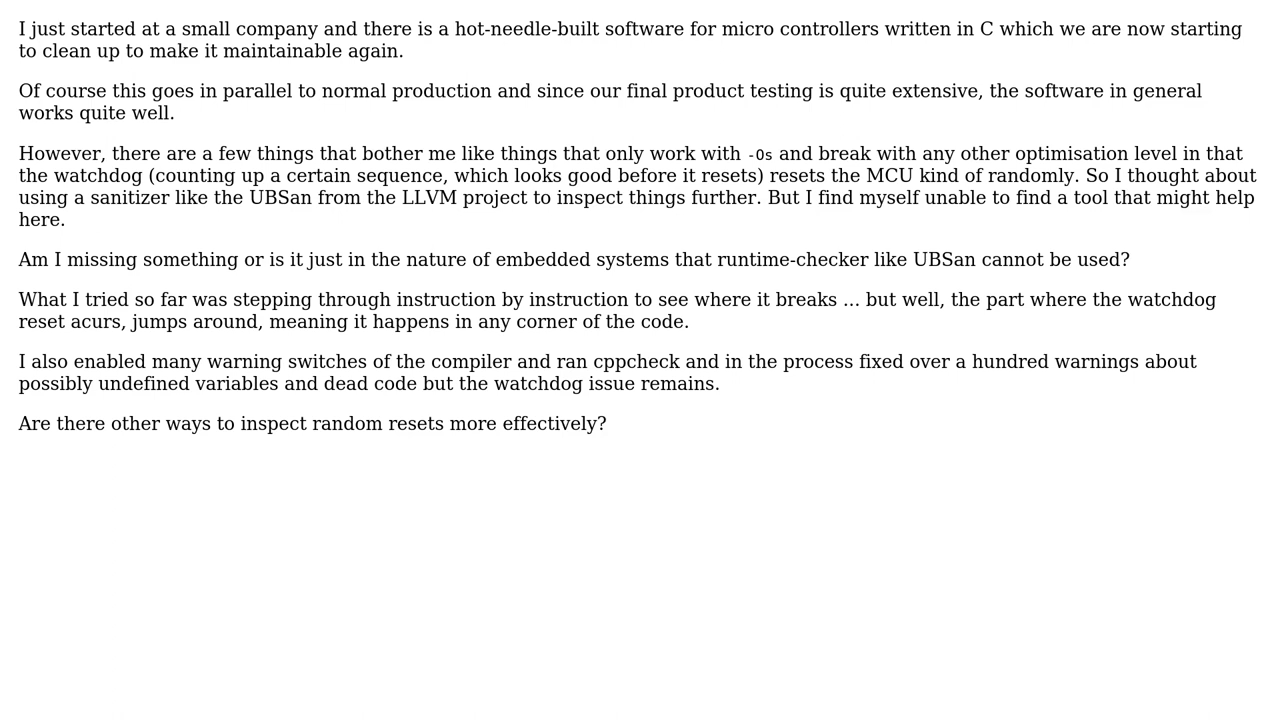 I just started at a small company and there is a hot-needle-built software for micro controllers written in C which we are now starting
to clean up to make it maintainable again.
Of course this goes in parallel to normal production and since our final product testing is quite extensive, the software in general
works quite well.
However, there are a few things that bother me like things that only work with -Os and break with any other optimisation level in that
the watchdog (counting up a certain sequence, which looks good before it resets) resets the MCU kind of randomly. So I thought about
using a sanitizer like the UBSan from the LLVM project to inspect things further. But I find myself unable to find a tool that might help
here.
Am I missing something or is it just in the nature of embedded systems that runtime-checker like UBSan cannot be used?
What I tried so far was stepping through instruction by instruction to see where it breaks ... but well, the part where the watchdog
reset acurs, jumps around, meaning it happens in any corner of the code.
I also enabled many warning switches of the compiler and ran cppcheck and in the process fixed over a hundred warnings about
possibly undefined variables and dead code but the watchdog issue remains.
Are there other ways to inspect random resets more effectively?